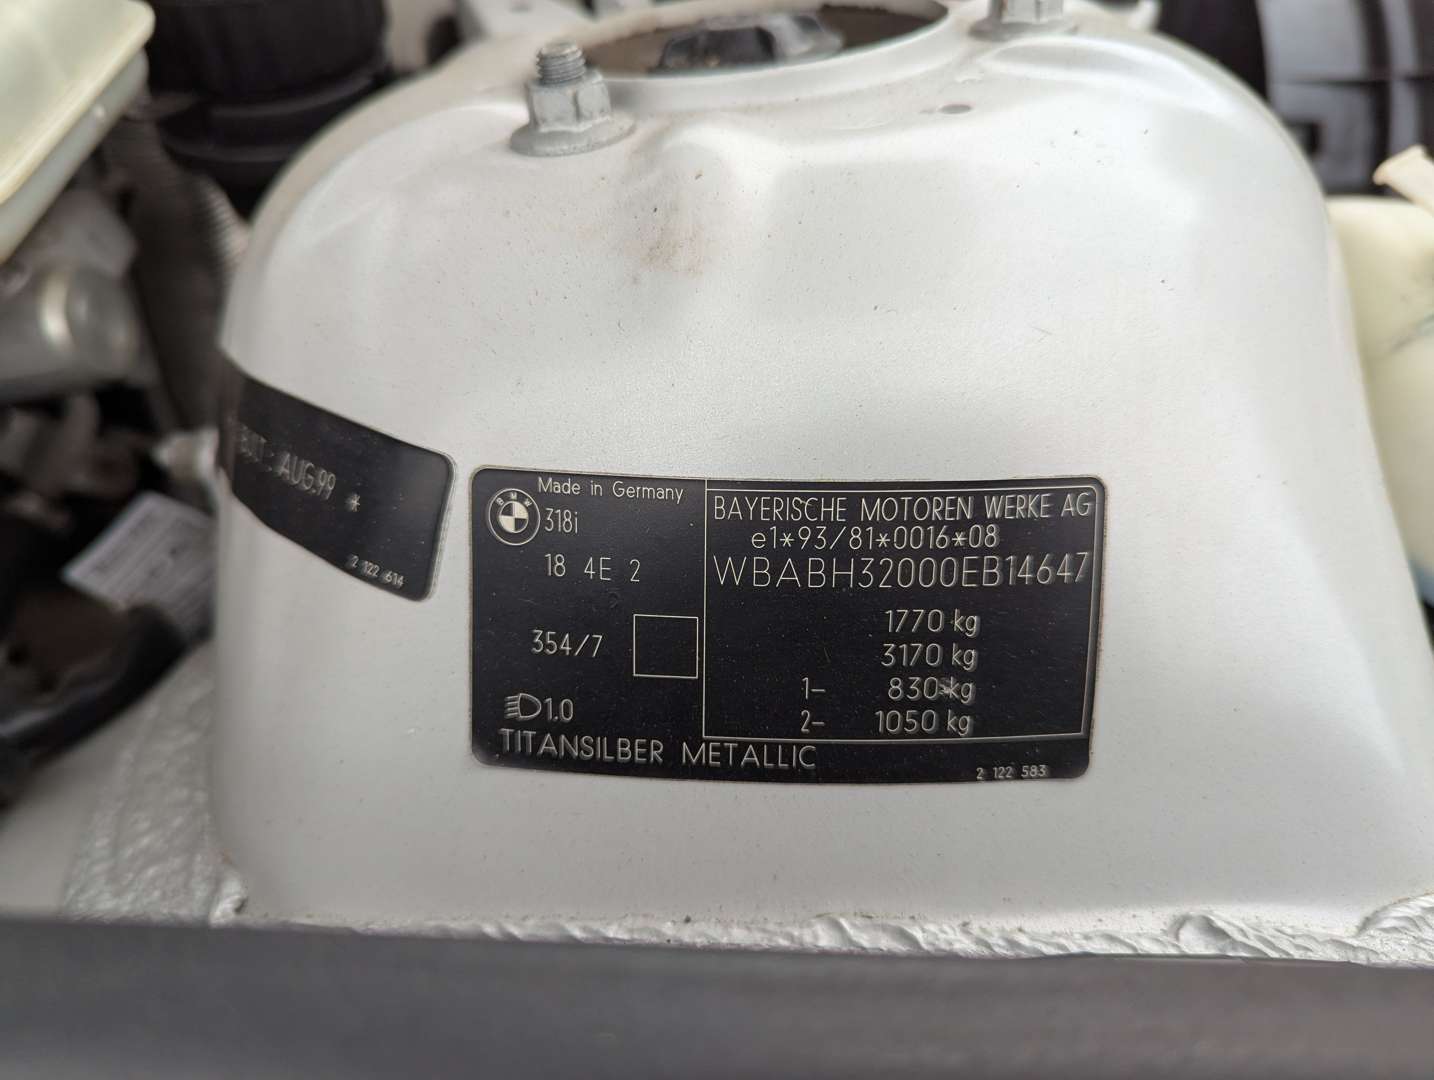 BUILT : AUG.99 *
2 122 614
BMW
Made in Germany
318i
18 4E 2
354/7
1.0
TITANSILBER METALLIC
BAYERISCHE MOTOREN WERKE AG
e1*93/81*0016*08
WBABH32000EB14647
1770 kg
3170 kg
1- 830 kg
2- 1050 kg
2 122 583